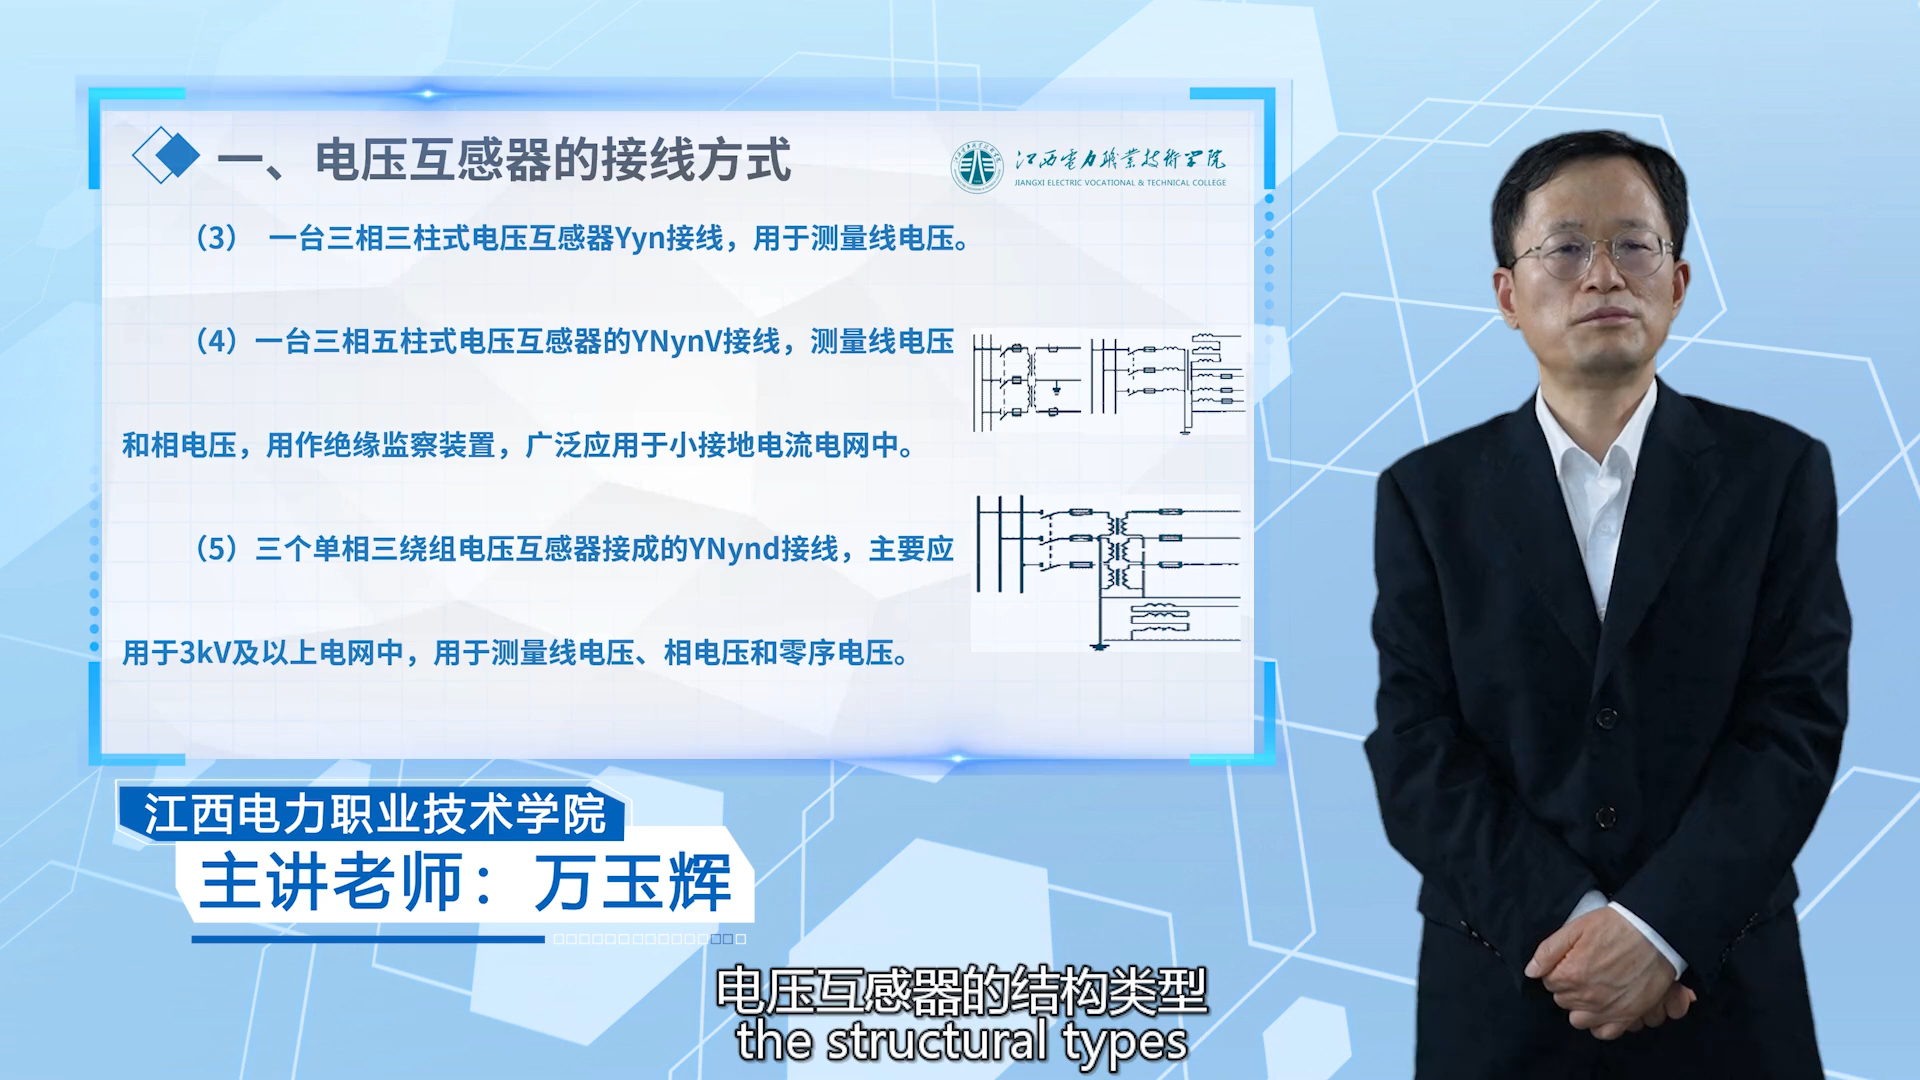 一、电压互感器的接线方式
江西電力職業技術學院
JIANGXI ELECTRIC VOCATIONAL & TECHNICAL COLLEGE
（3） 一台三相三柱式电压互感器Yyn接线，用于测量线电压。
（4）一台三相五柱式电压互感器的YNynV接线，测量线电压
和相电压，用作绝缘监察装置，广泛应用于小接地电流电网中。
（5）三个单相三绕组电压互感器接成的YNynd接线，主要应
用于3kV及以上电网中，用于测量线电压、相电压和零序电压。
江西电力职业技术学院
主讲老师：万玉辉
电压互感器的结构类型
the structural types